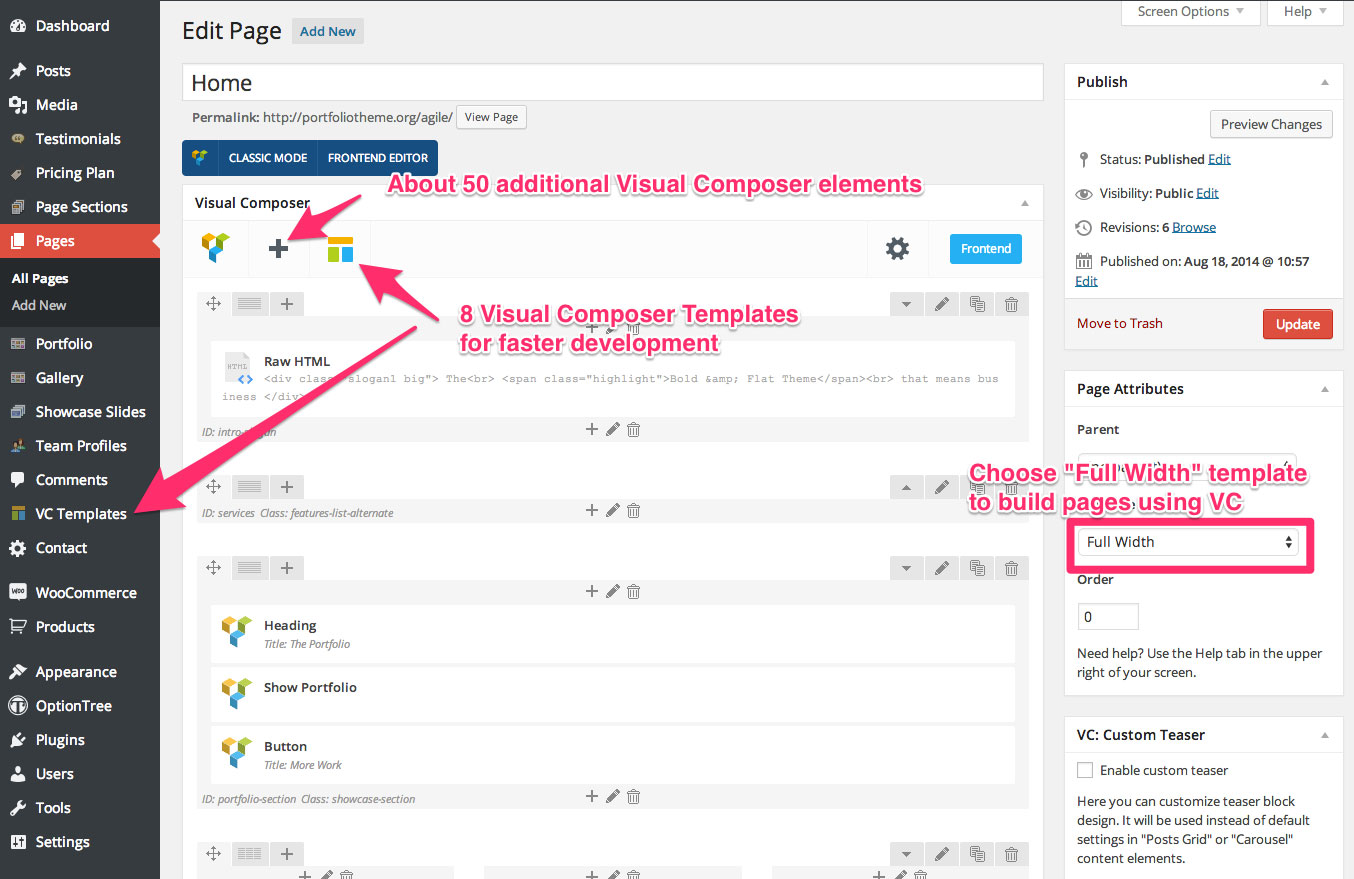 Dashboard
Posts
Media
Testimonials
Pricing Plan
Page Sections
Pages
All Pages
Add New
Portfolio
Gallery
Showcase Slides
Team Profiles
Comments
VC Templates
Contact
WooCommerce
Products
Appearance
OptionTree
Plugins
Users
Tools
Settings
Screen Options
Help
Edit Page Add New
Home
Permalink: http://portfoliotheme.org/agile/ View Page
CLASSIC MODE FRONTEND EDITOR
About 50 additional Visual Composer elements
Visual Composer
Frontend
8 Visual Composer Templates
for faster development
HTML
Raw HTML
<div class="slogan1 big"> The<br> <span class="highlight">Bold &amp; Flat Theme</span><br> that means bus
iness </div>
ID: intro-slogan
ID: services Class: features-list-alternate
Heading
Title: The Portfolio
Show Portfolio
Button
Title: More Work
ID: portfolio-section Class: showcase-section
Publish
Preview Changes
Status: Published Edit
Visibility: Public Edit
Revisions: 6 Browse
Published on: Aug 18, 2014 @ 10:57
Edit
Move to Trash Update
Page Attributes
Parent
Choose "Full Width" template
to build pages using VC
Full Width
Order
0
Need help? Use the Help tab in the upper
right of your screen.
VC: Custom Teaser
Enable custom teaser
Here you can customize teaser block
design. It will be used instead of default
settings in "Posts Grid" or "Carousel"
content elements.